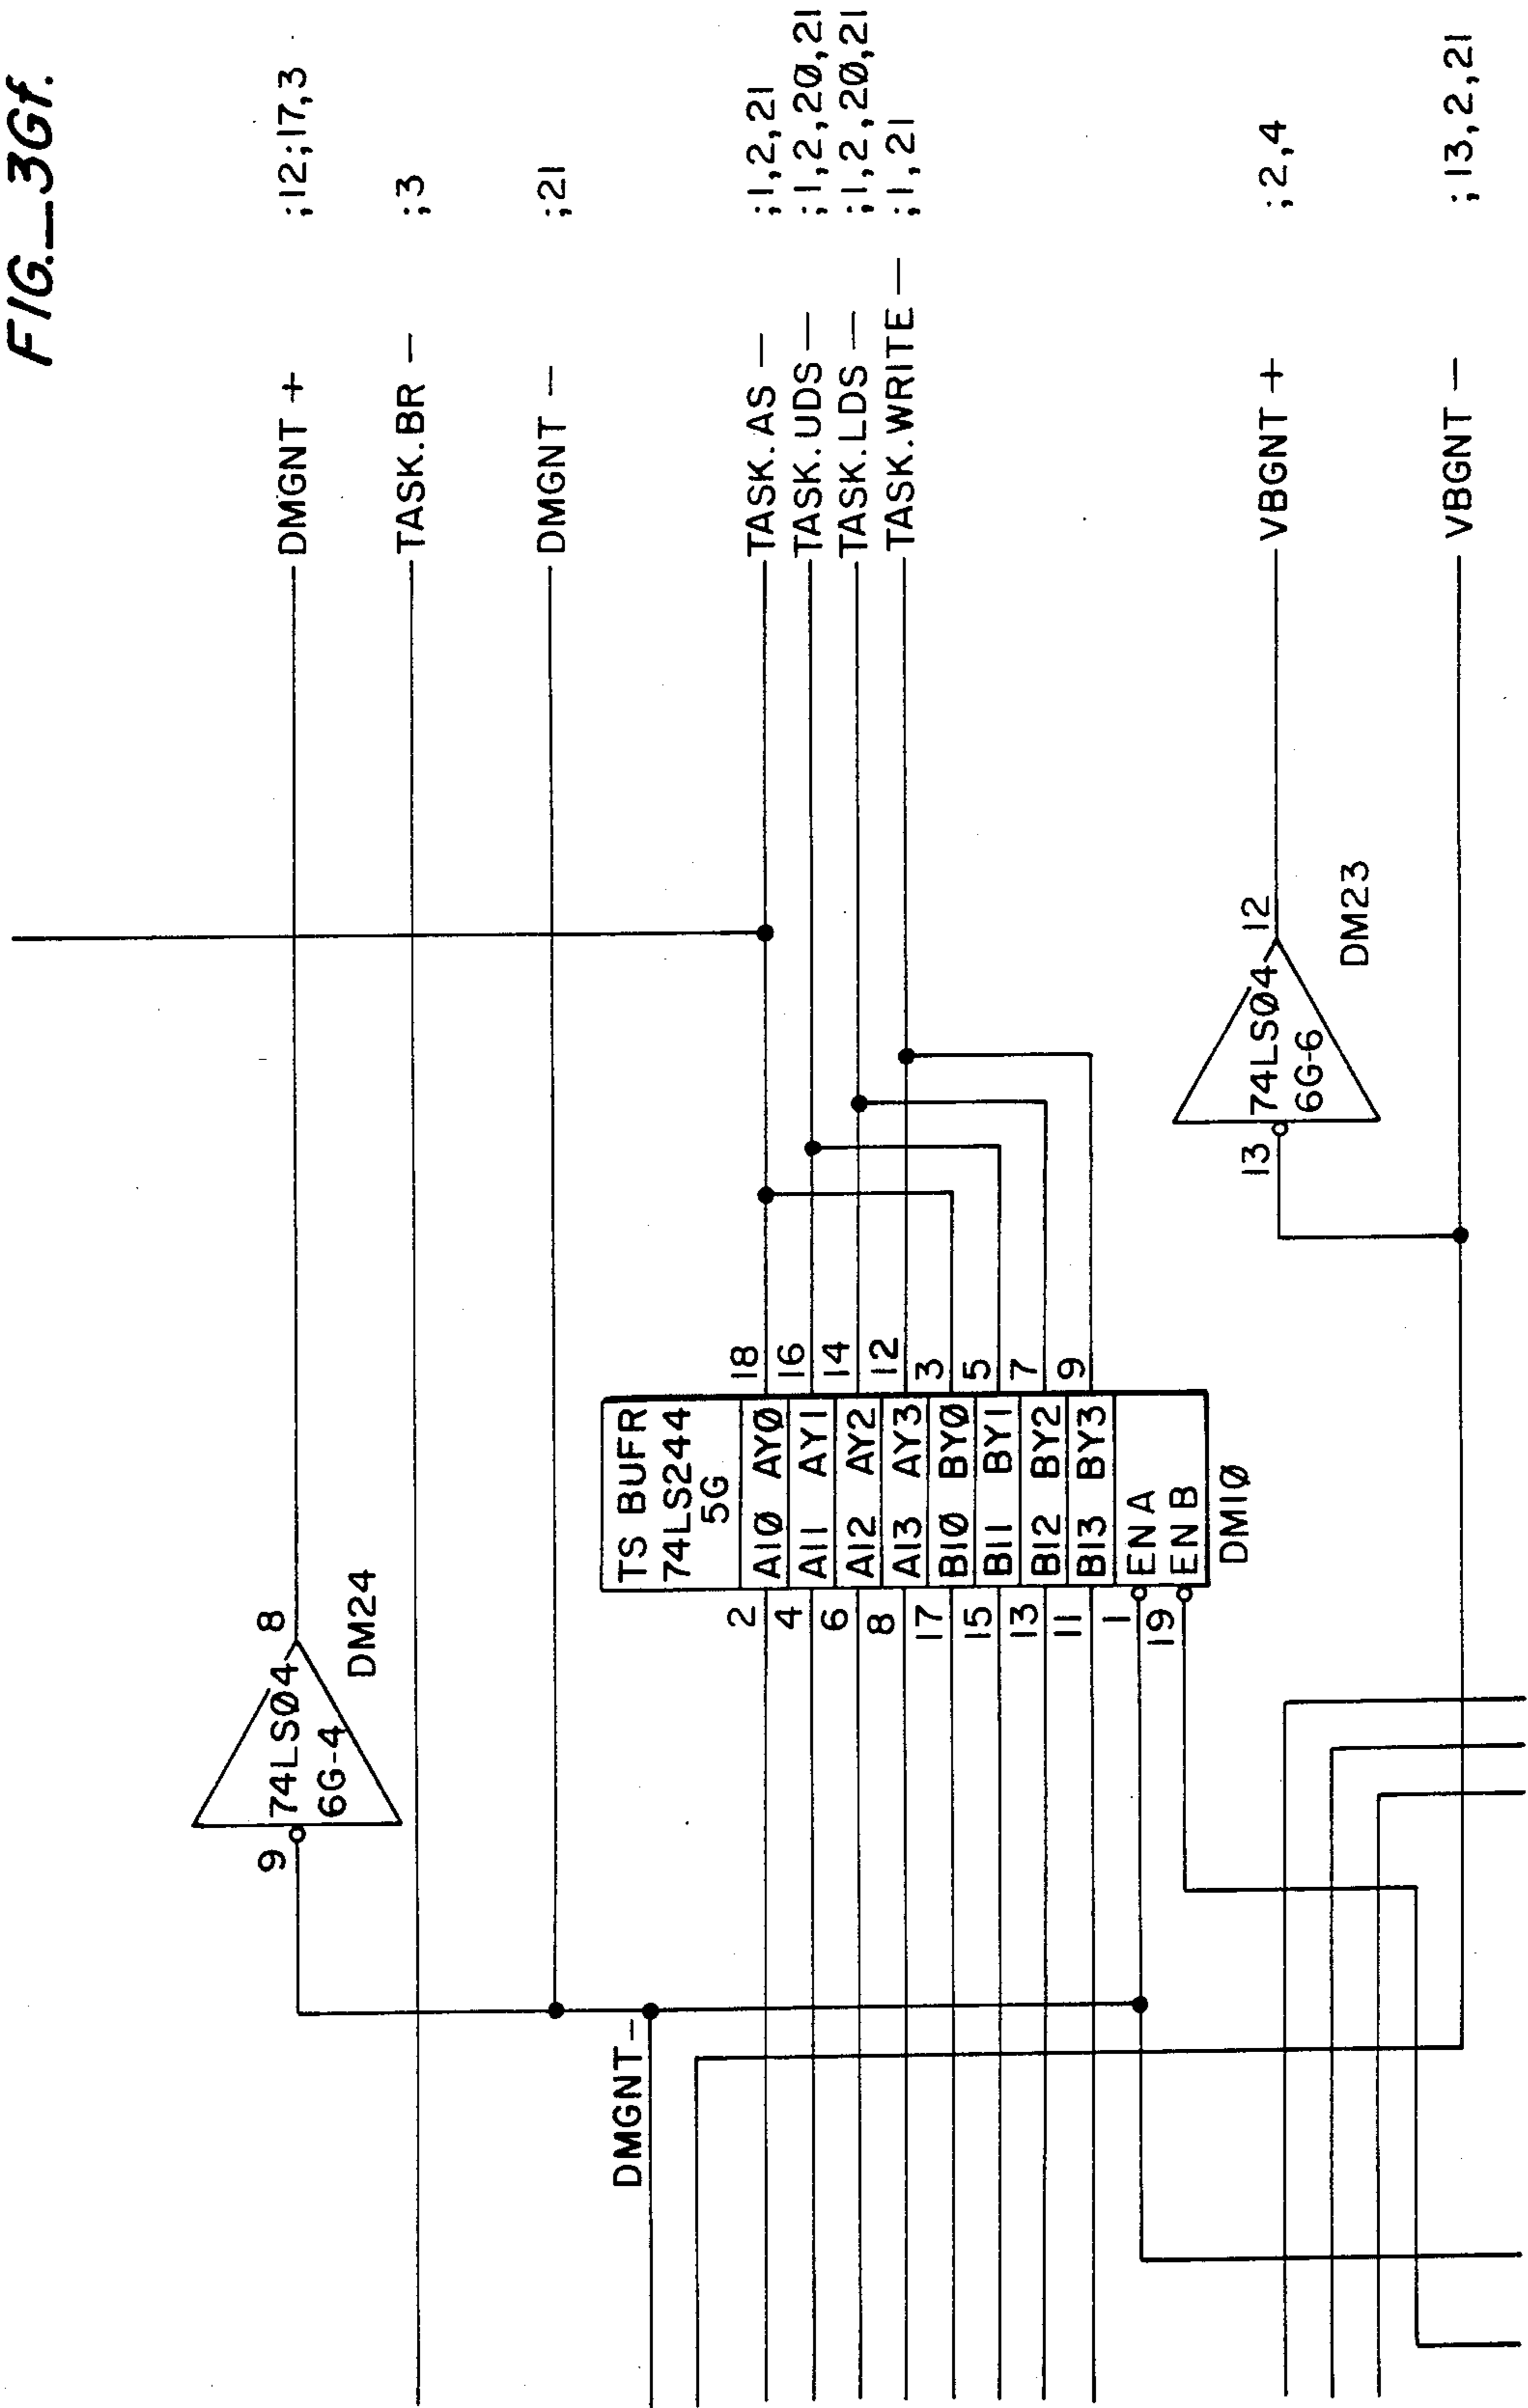 FIG._3Gf.
DMGNT + ;12;17,3
9 74LSØ4 8
6G-4
DM24
TASK.BR – ;3
DMGNT – ;21
DMGNT –
TS BUFR
74LS244
5G
2 AIØ AYØ 18 TASK.AS – ;1,2,21
4 AI1 AY1 16 TASK.UDS – ;1,2,2Ø,21
6 AI2 AY2 14 TASK.LDS – ;1,2,2Ø,21
8 AI3 AY3 12 TASK.WRITE – ;1,21
17 BIØ BYØ 3
15 BI1 BY1 5
13 BI2 BY2 7
11 BI3 BY3 9
1 EN A
19 EN B
DM1Ø
13 74LSØ4 12 VBGNT + ;2,4
6G-6
DM23
VBGNT – ;13,2,21